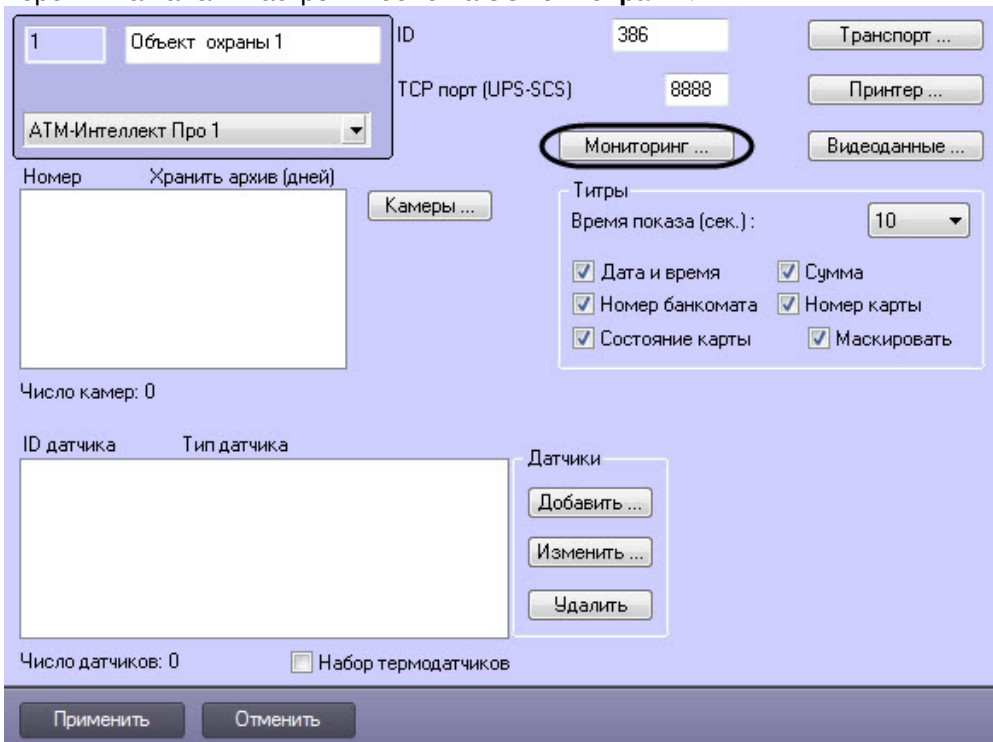 1
Объект охраны 1
ID
386
Транспорт ...
TCP порт (UPS-SCS)
8888
Принтер ...
АТМ-Интеллект Про 1
Мониторинг ...
Видеоданные ...
Номер
Хранить архив (дней)
Камеры ...
Титры
Время показа (сек.) :
10
Дата и время
Сумма
Номер банкомата
Номер карты
Состояние карты
Маскировать
Число камер: 0
ID датчика
Тип датчика
Датчики
Добавить ...
Изменить ...
Удалить
Число датчиков: 0
Набор термодатчиков
Применить
Отменить